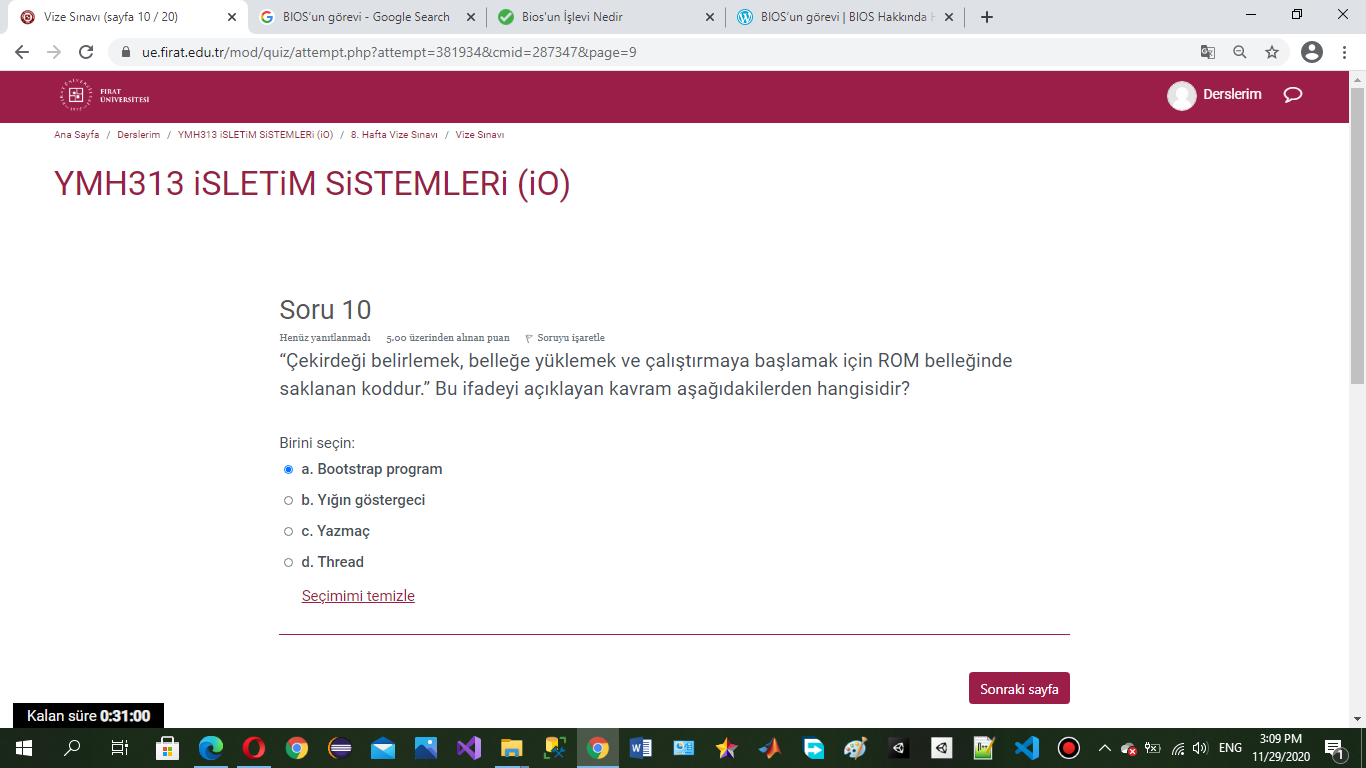 Vize Sınavı (sayfa 10 / 20)
BIOS'un görevi - Google Search
Bios'un İşlevi Nedir
BIOS'un görevi | BIOS Hakkında
ue.firat.edu.tr/mod/quiz/attempt.php?attempt=381934&cmid=287347&page=9
FIRAT
ÜNİVERSİTESİ
Derslerim
Ana Sayfa / Derslerim / YMH313 iSLETiM SiSTEMLERi (iO) / 8. Hafta Vize Sınavı / Vize Sınavı
YMH313 iSLETiM SiSTEMLERi (iO)
Soru 10
Henüz yanıtlanmadı 5,00 üzerinden alınan puan Soruyu işaretle
“Çekirdeği belirlemek, belleğe yüklemek ve çalıştırmaya başlamak için ROM belleğinde
saklanan koddur.” Bu ifadeyi açıklayan kavram aşağıdakilerden hangisidir?
Birini seçin:
a. Bootstrap program
b. Yığın göstergeci
c. Yazmaç
d. Thread
Seçimimi temizle
Sonraki sayfa
Kalan süre 0:31:00
ENG
3:09 PM
11/29/2020
1